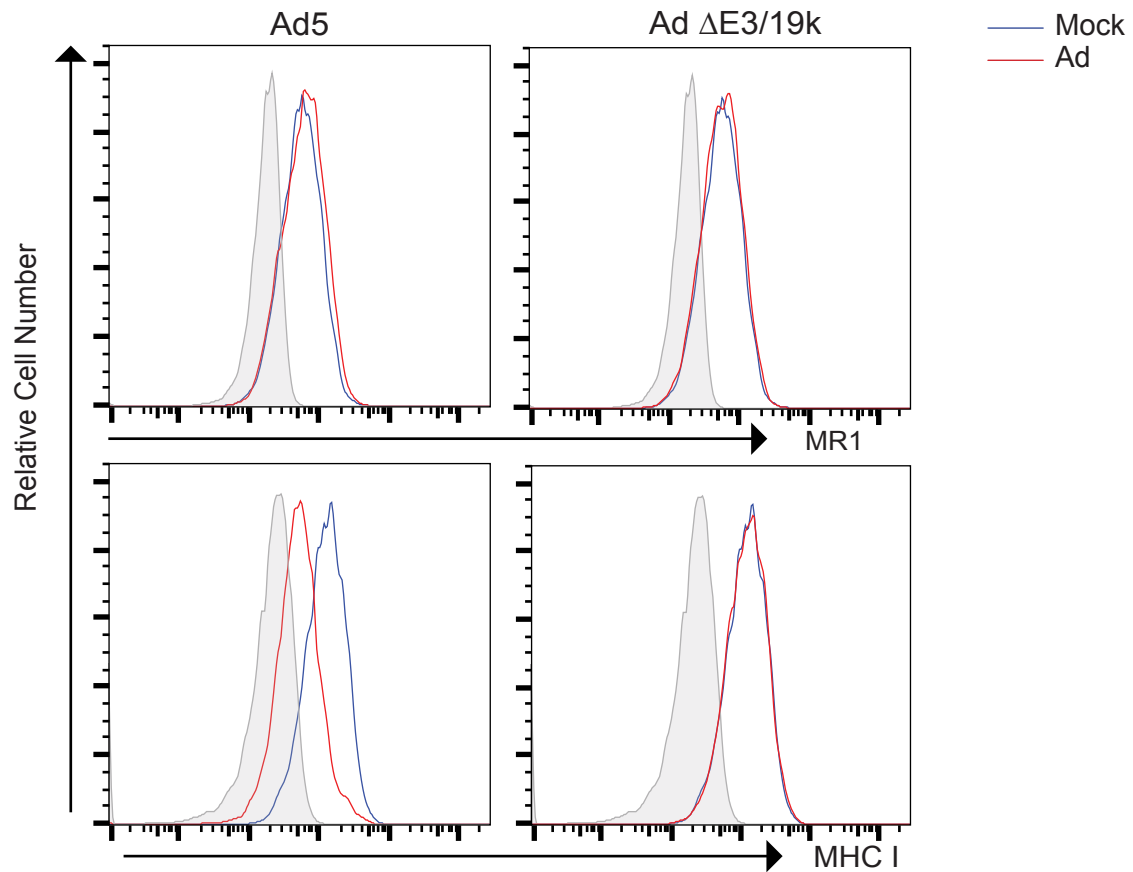 Ad5
Ad ΔE3/19k
Mock
Ad
Relative Cell Number
MR1
MHC I